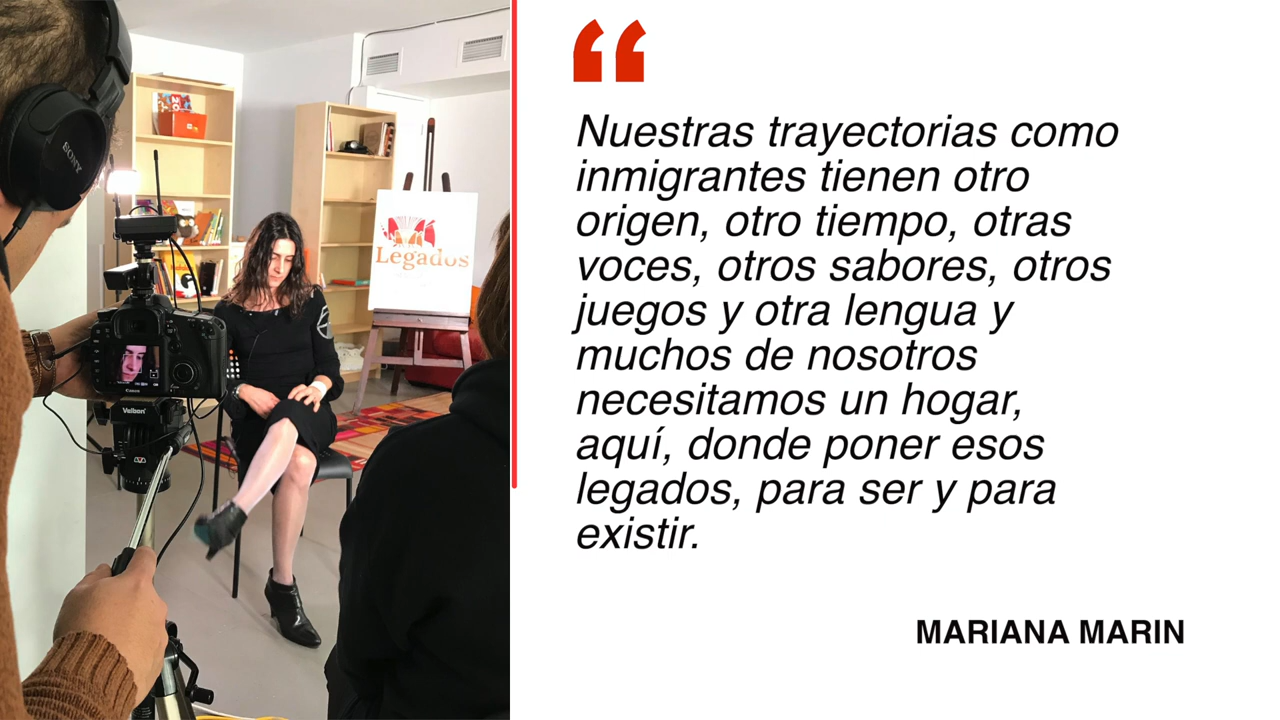 SONY
Legados
Canon
Velbon
“
Nuestras trayectorias como
inmigrantes tienen otro
origen, otro tiempo, otras
voces, otros sabores, otros
juegos y otra lengua y
muchos de nosotros
necesitamos un hogar,
aquí, donde poner esos
legados, para ser y para
existir.
MARIANA MARIN